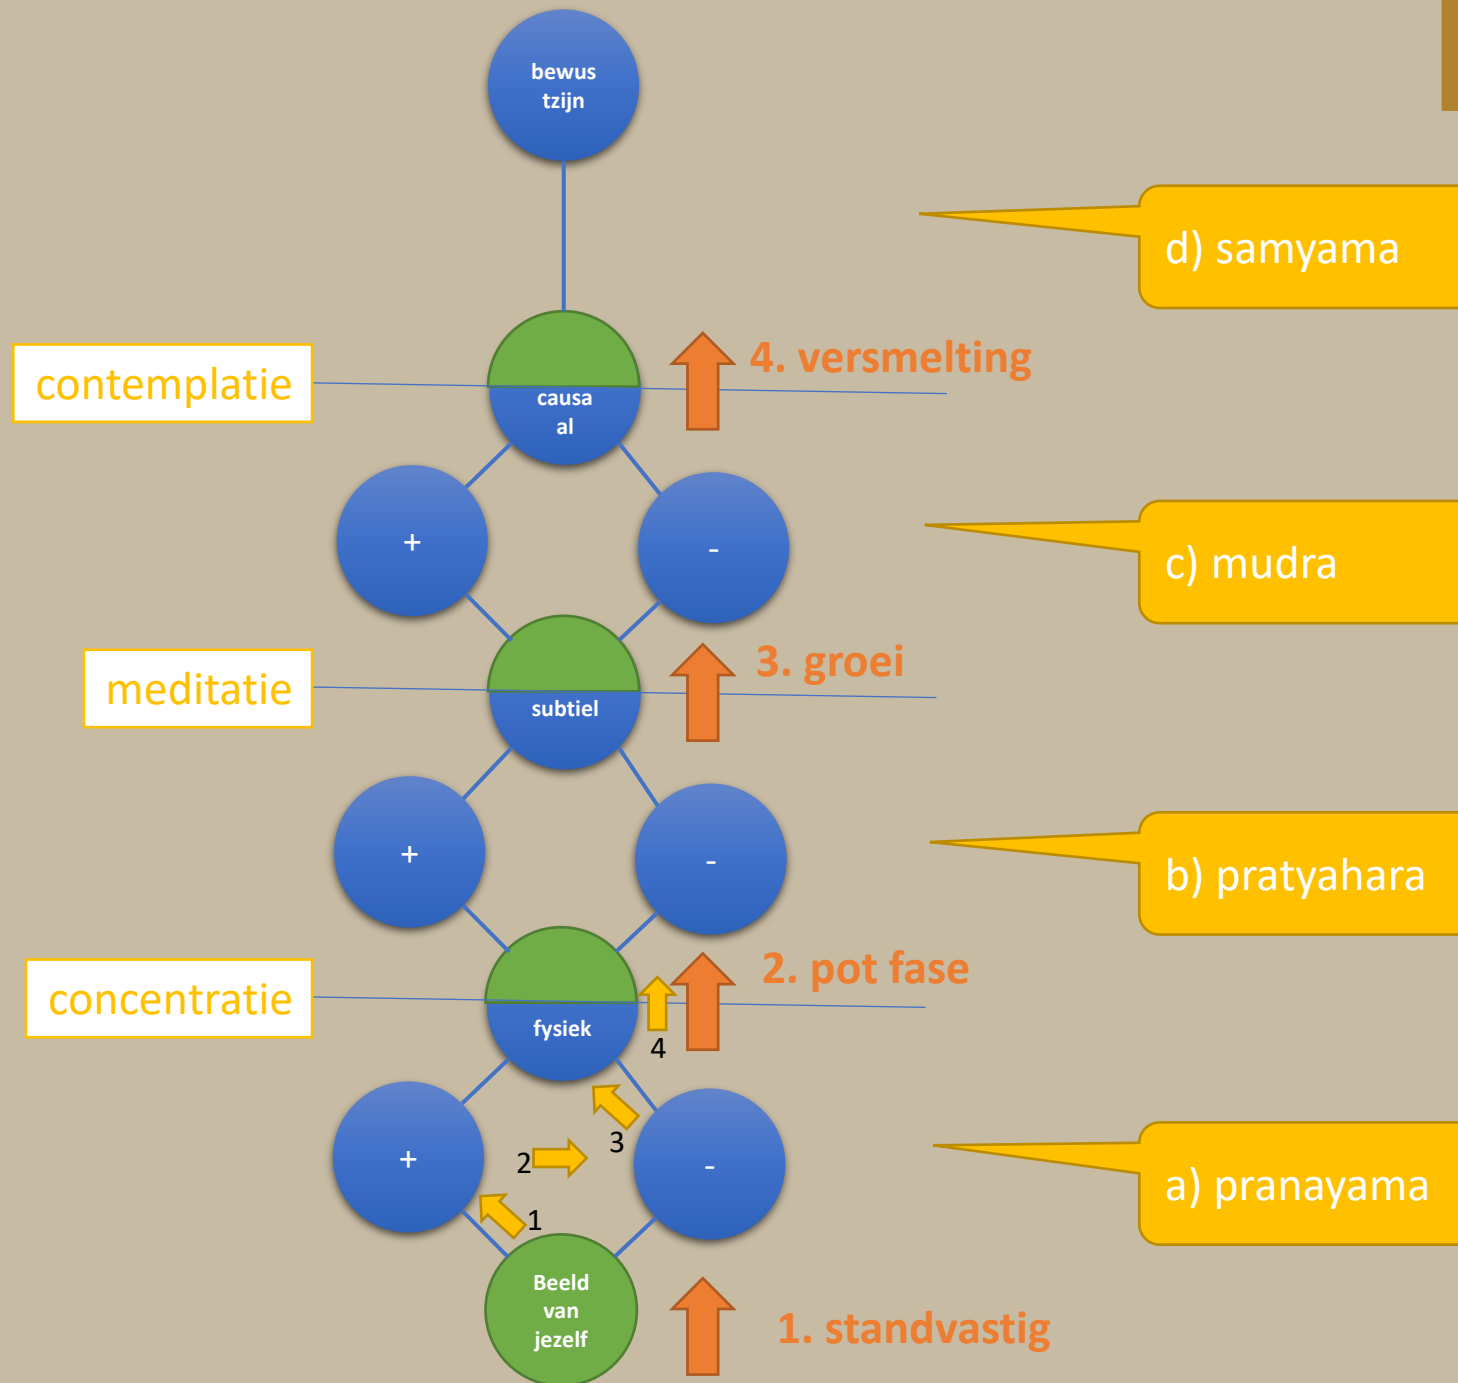 bewus
tzijn
d) samyama
4. versmelting
contemplatie
causa
al
+
-
c) mudra
3. groei
meditatie
subtiel
+
-
b) pratyahara
2. pot fase
concentratie
fysiek
4
3
2
+
-
a) pranayama
1
Beeld
van
jezelf
1. standvastig